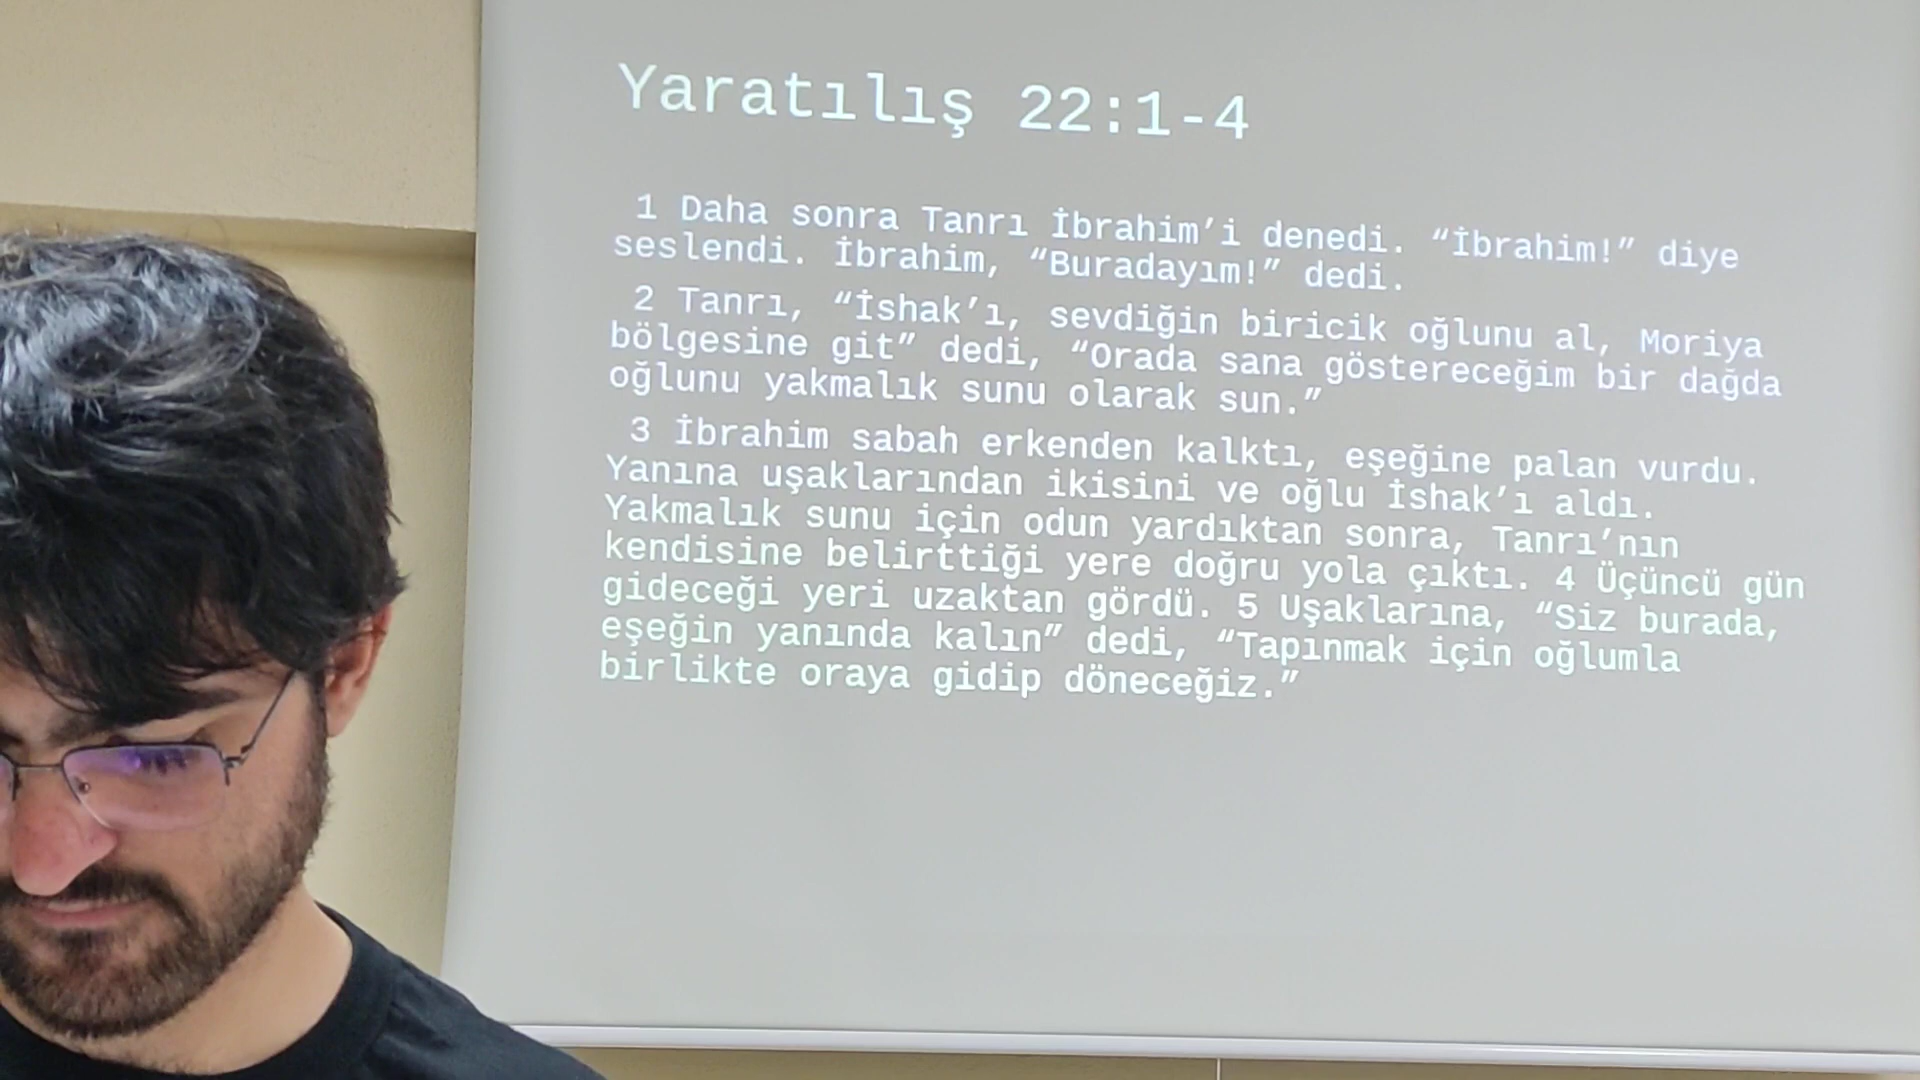 Yaratılış 22:1-4
1 Daha sonra Tanrı İbrahim’i denedi. “İbrahim!” diye
seslendi. İbrahim, “Buradayım!” dedi.
2 Tanrı, “İshak’ı, sevdiğin biricik oğlunu al, Moriya
bölgesine git” dedi, “Orada sana göstereceğim bir dağda
oğlunu yakmalık sunu olarak sun.”
3 İbrahim sabah erkenden kalktı, eşeğine palan vurdu.
Yanına uşaklarından ikisini ve oğlu İshak’ı aldı.
Yakmalık sunu için odun yardıktan sonra, Tanrı’nın
kendisine belirttiği yere doğru yola çıktı. 4 Üçüncü gün
gideceği yeri uzaktan gördü. 5 Uşaklarına, “Siz burada,
eşeğin yanında kalın” dedi, “Tapınmak için oğlumla
birlikte oraya gidip döneceğiz.”